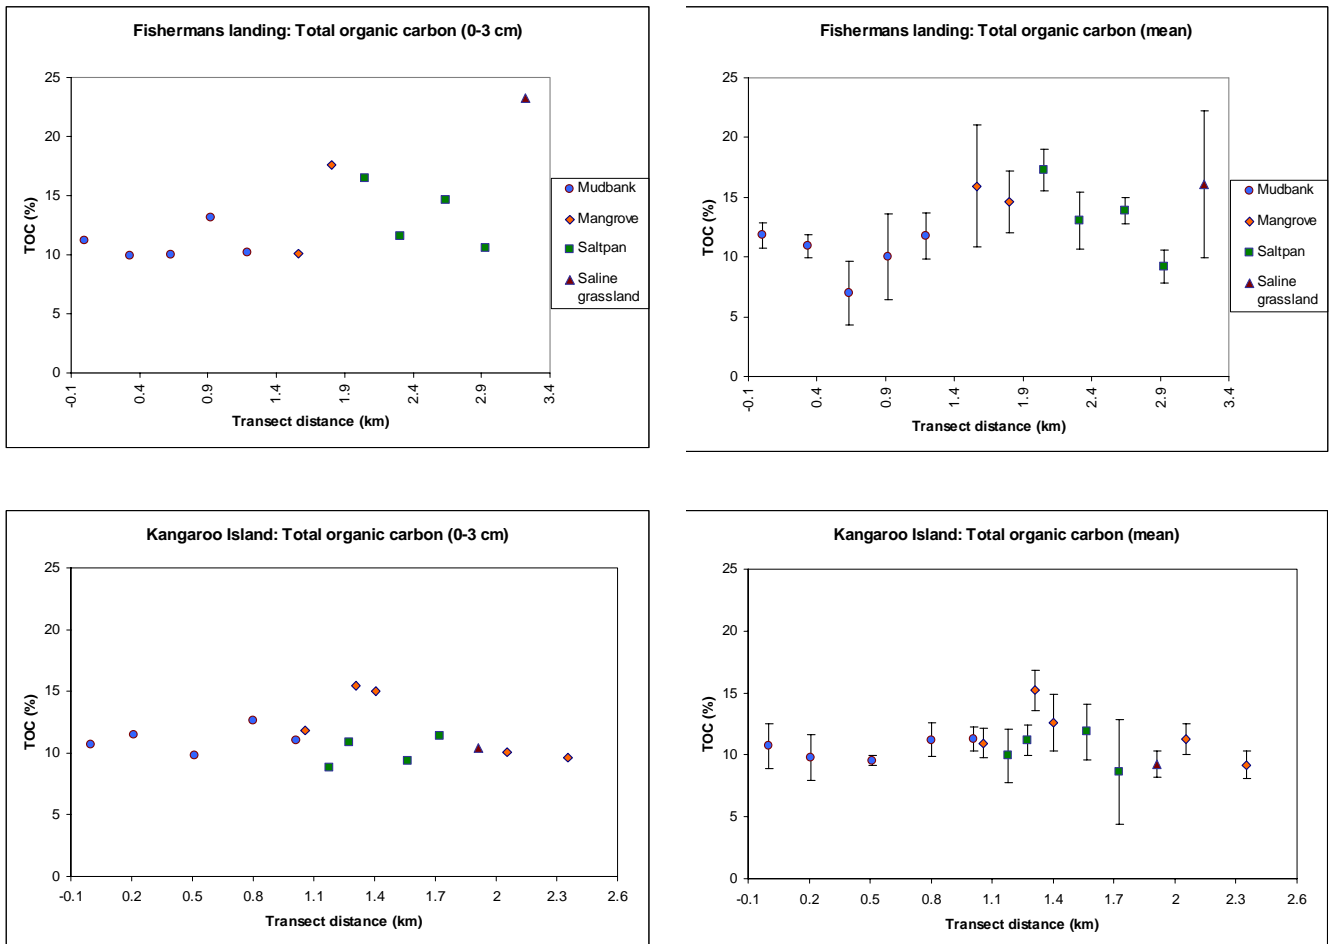 Fishermans landing: Total organic carbon (0-3 cm)
25
20
15
10
5
0
TOC (%)
-0.1
0.4
0.9
1.4
1.9
2.4
2.9
3.4
Transect distance (km)
Mudbank
Mangrove
Saltpan
Saline
grassland
Fishermans landing: Total organic carbon (mean)
25
20
15
10
5
0
TOC (%)
-0.1
0.4
0.9
1.4
1.9
2.4
2.9
3.4
Transect distance (km)
Mudbank
Mangrove
Saltpan
Saline
grassland
Kangaroo Island: Total organic carbon (0-3 cm)
25
20
15
10
5
0
TOC (%)
-0.1 0.2 0.5 0.8 1.1 1.4 1.7 2 2.3 2.6
Transect distance (km)
Kangaroo Island: Total organic carbon (mean)
25
20
15
10
5
0
TOC (%)
-0.1 0.2 0.5 0.8 1.1 1.4 1.7 2 2.3 2.6
Transect distance (km)